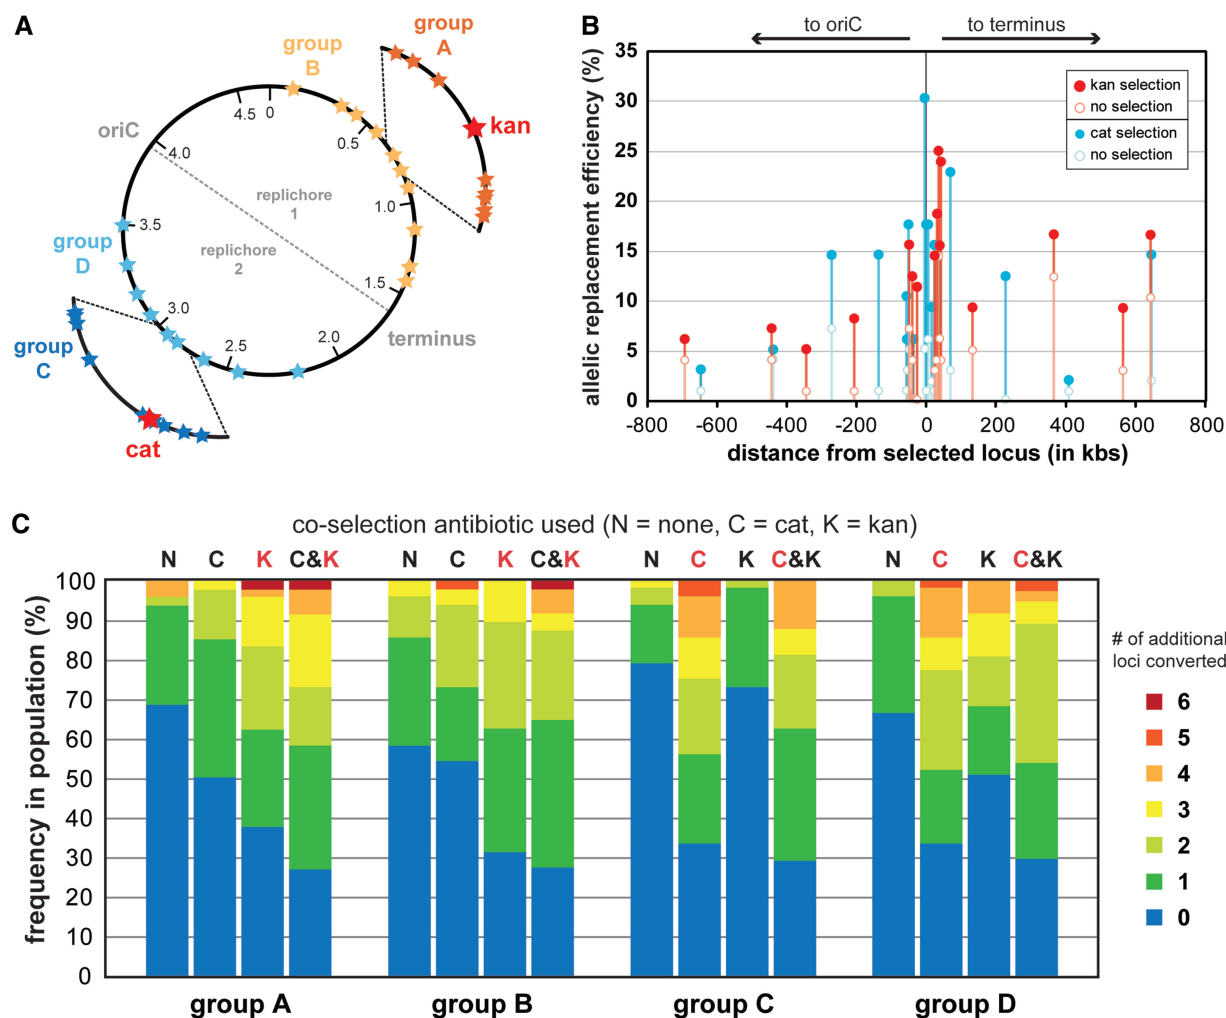 A
group
A
group
B
kan
4.5
0
0.5
oriC
4.0
replichore
1
1.0
replichore
2
3.5
group
D
1.5
3.0
terminus
2.0
2.5
group
C
cat
B
to oriC
to terminus
allelic replacement efficiency (%)
35
30
25
20
15
10
5
0
kan selection
no selection
cat selection
no selection
-800 -600 -400 -200 0 200 400 600 800
distance from selected locus (in kbs)
C
co-selection antibiotic used (N = none, C = cat, K = kan)
N C K C&K N C K C&K N C K C&K N C K C&K
frequency in population (%)
100
90
80
70
60
50
40
30
20
10
0
group A group B group C group D
# of additional
loci converted
6
5
4
3
2
1
0